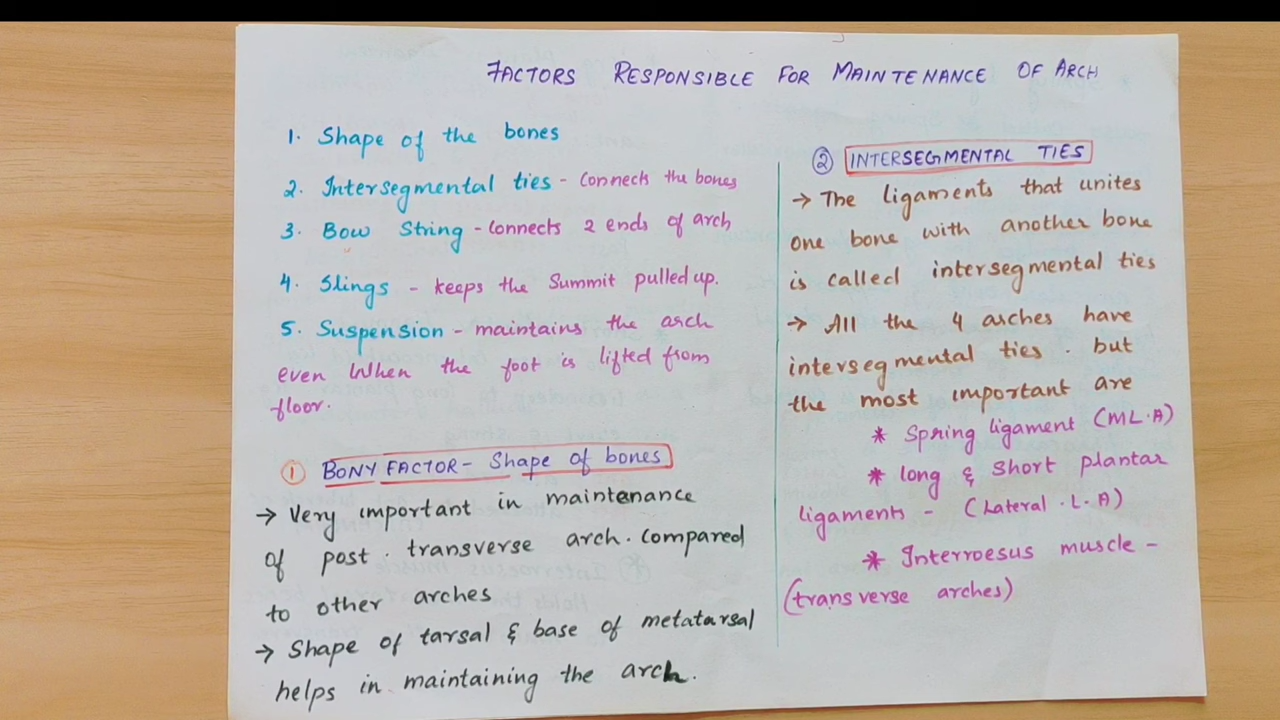 FACTORS RESPONSIBLE FOR MAINTENANCE OF ARCH
1. Shape of the bones
2. Intersegmental ties - Connects the bones
3. Bow String - Connects 2 ends of arch
4. Slings - keeps the Summit pulled up.
5. Suspension - maintains the arch
even When the foot is lifted from
floor.
① BONY FACTOR - Shape of bones
→ Very important in maintenance
of post. transverse arch. Compared
to other arches
→ Shape of tarsal & base of metatarsal
helps in maintaining the arch.
② INTERSEGMENTAL TIES
→ The ligaments that unites
one bone with another bone
is called intersegmental ties
→ All the 4 arches have
intersegmental ties. but
the most important are
* Spring ligament (ML.A)
* long & Short plantar
ligaments - (Lateral.L.A)
* Interroesus muscle -
(transverse arches)